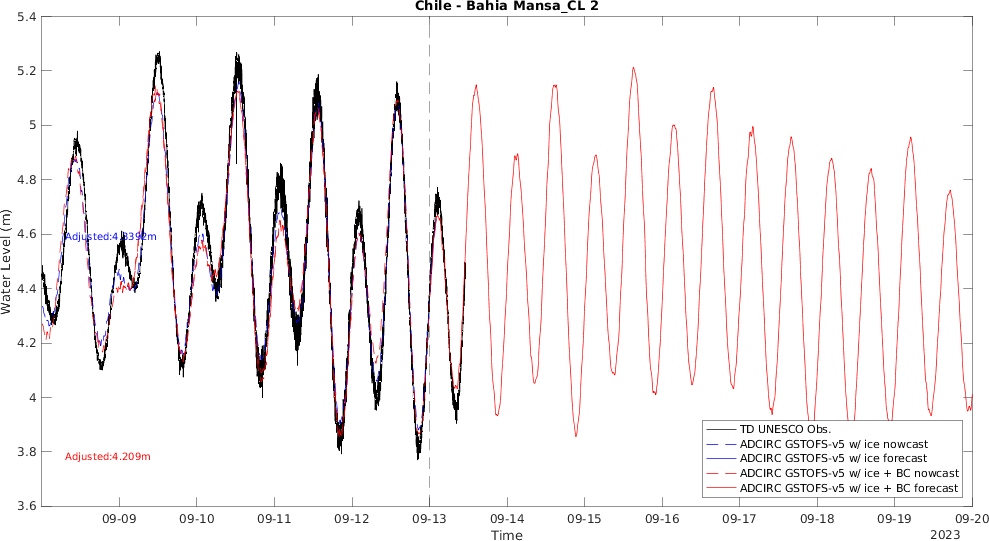 Chile - Bahia Mansa_CL 2
Water Level (m)
5.4
5.2
5
4.8
4.6
4.4
4.2
4
3.8
3.6
Adjusted:4.8392m
Adjusted:4.209m
TD UNESCO Obs.
ADCIRC GSTOFS-v5 w/ ice nowcast
ADCIRC GSTOFS-v5 w/ ice forecast
ADCIRC GSTOFS-v5 w/ ice + BC nowcast
ADCIRC GSTOFS-v5 w/ ice + BC forecast
09-09 09-10 09-11 09-12 09-13 09-14 09-15 09-16 09-17 09-18 09-19 09-20
Time
2023